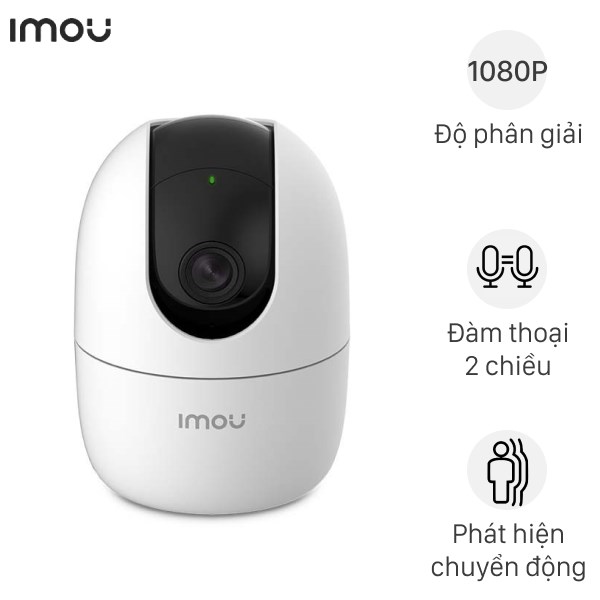 imou
1080P
Độ phân giải
Đàm thoại
2 chiều
imou
Phát hiện
chuyển động